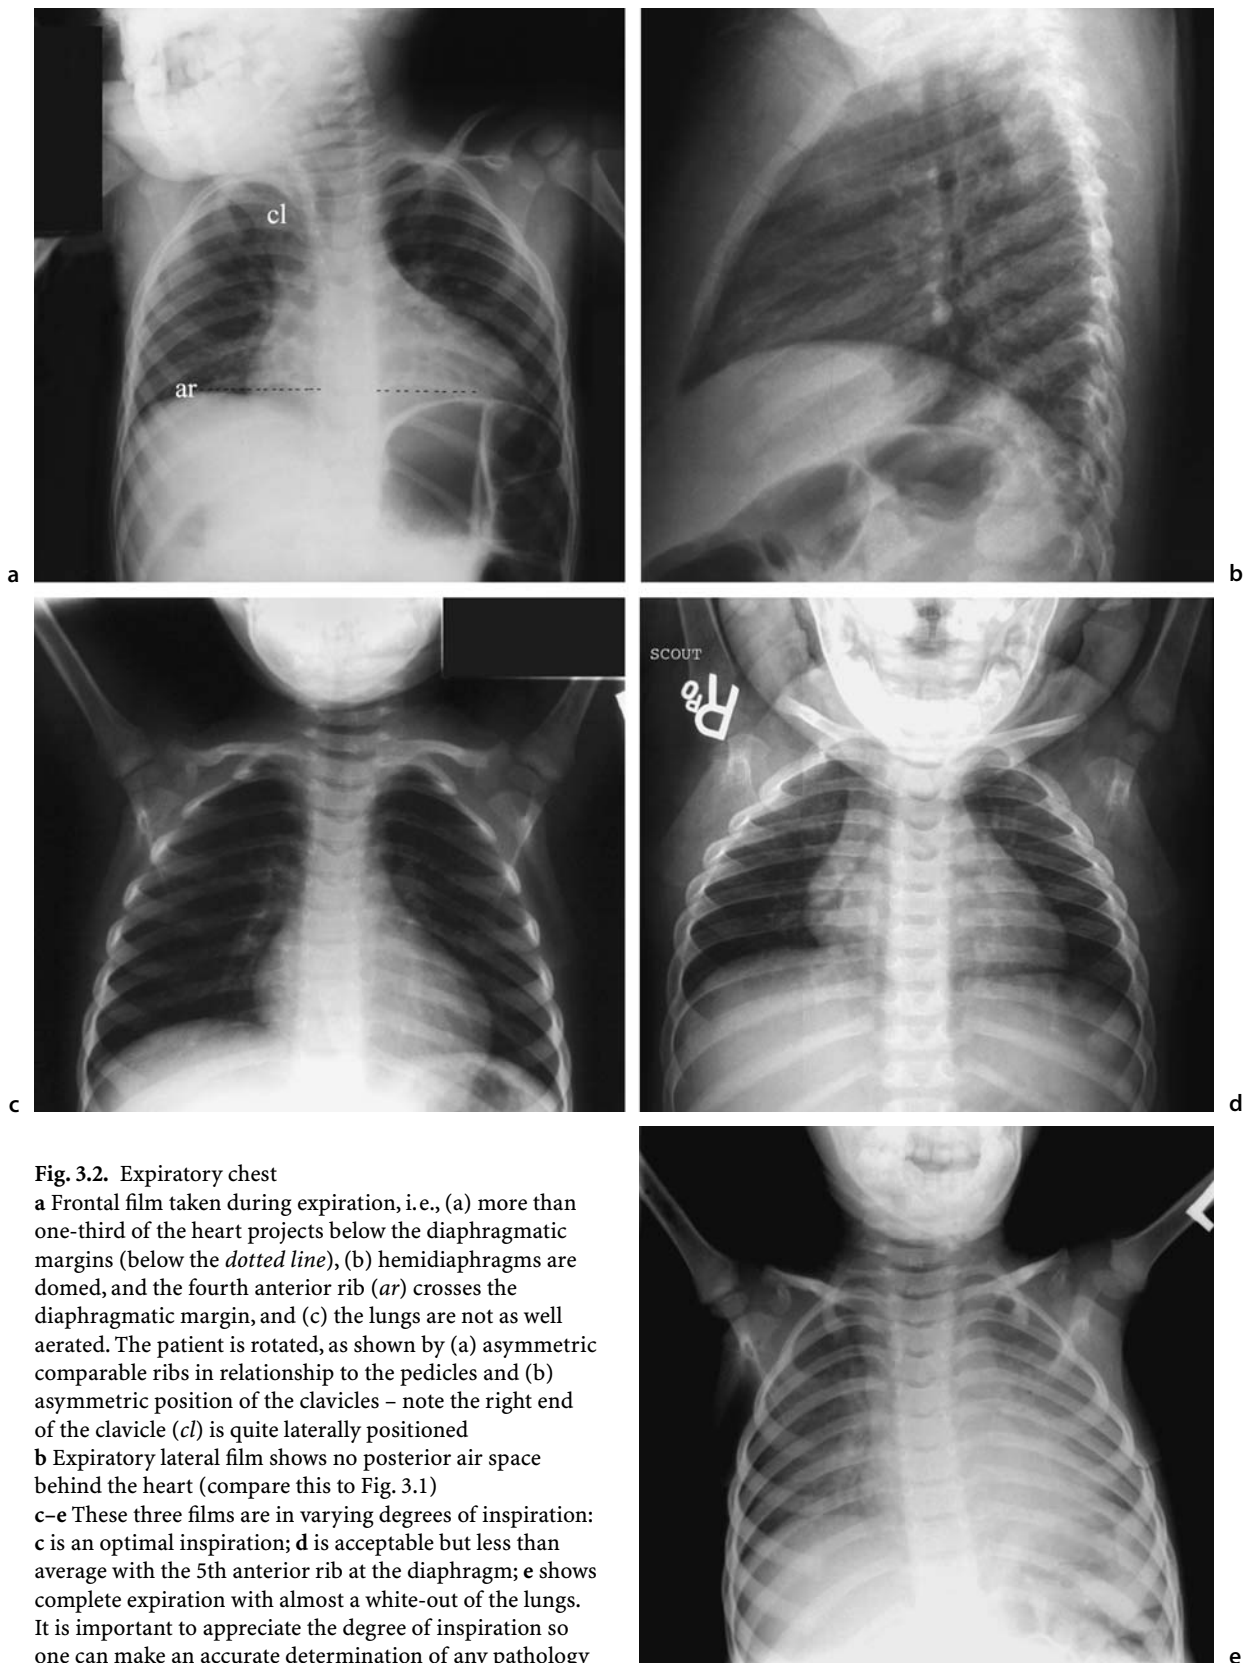 cl
ar
a
b
SCOUT
R
Po
c
d
Fig. 3.2. Expiratory chest
a Frontal film taken during expiration, i.e., (a) more than
one-third of the heart projects below the diaphragmatic
margins (below the dotted line), (b) hemidiaphragms are
domed, and the fourth anterior rib (ar) crosses the
diaphragmatic margin, and (c) the lungs are not as well
aerated. The patient is rotated, as shown by (a) asymmetric
comparable ribs in relationship to the pedicles and (b)
asymmetric position of the clavicles – note the right end
of the clavicle (cl) is quite laterally positioned
b Expiratory lateral film shows no posterior air space
behind the heart (compare this to Fig. 3.1)
c–e These three films are in varying degrees of inspiration:
c is an optimal inspiration; d is acceptable but less than
average with the 5th anterior rib at the diaphragm; e shows
complete expiration with almost a white-out of the lungs.
It is important to appreciate the degree of inspiration so
one can make an accurate determination of any pathology
L
e